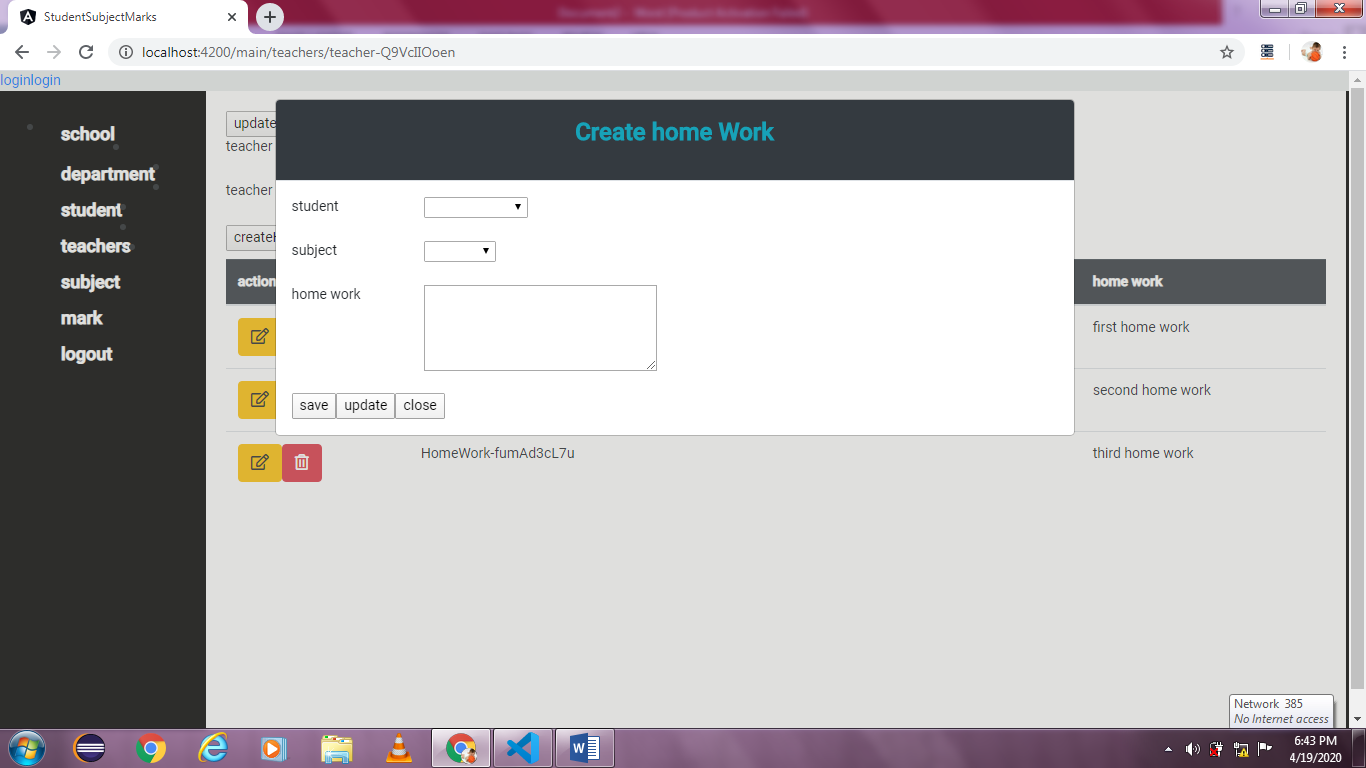 StudentSubjectMarks
localhost:4200/main/teachers/teacher-Q9VcIIOoen
loginlogin
school
department
student
teachers
subject
mark
logout
update
teacher
teacher
Create home Work
student
subject
home work
save update close
action
home work
first home work
second home work
HomeWork-fumAd3cL7u
third home work
Network 385
No Internet access
6:43 PM
4/19/2020